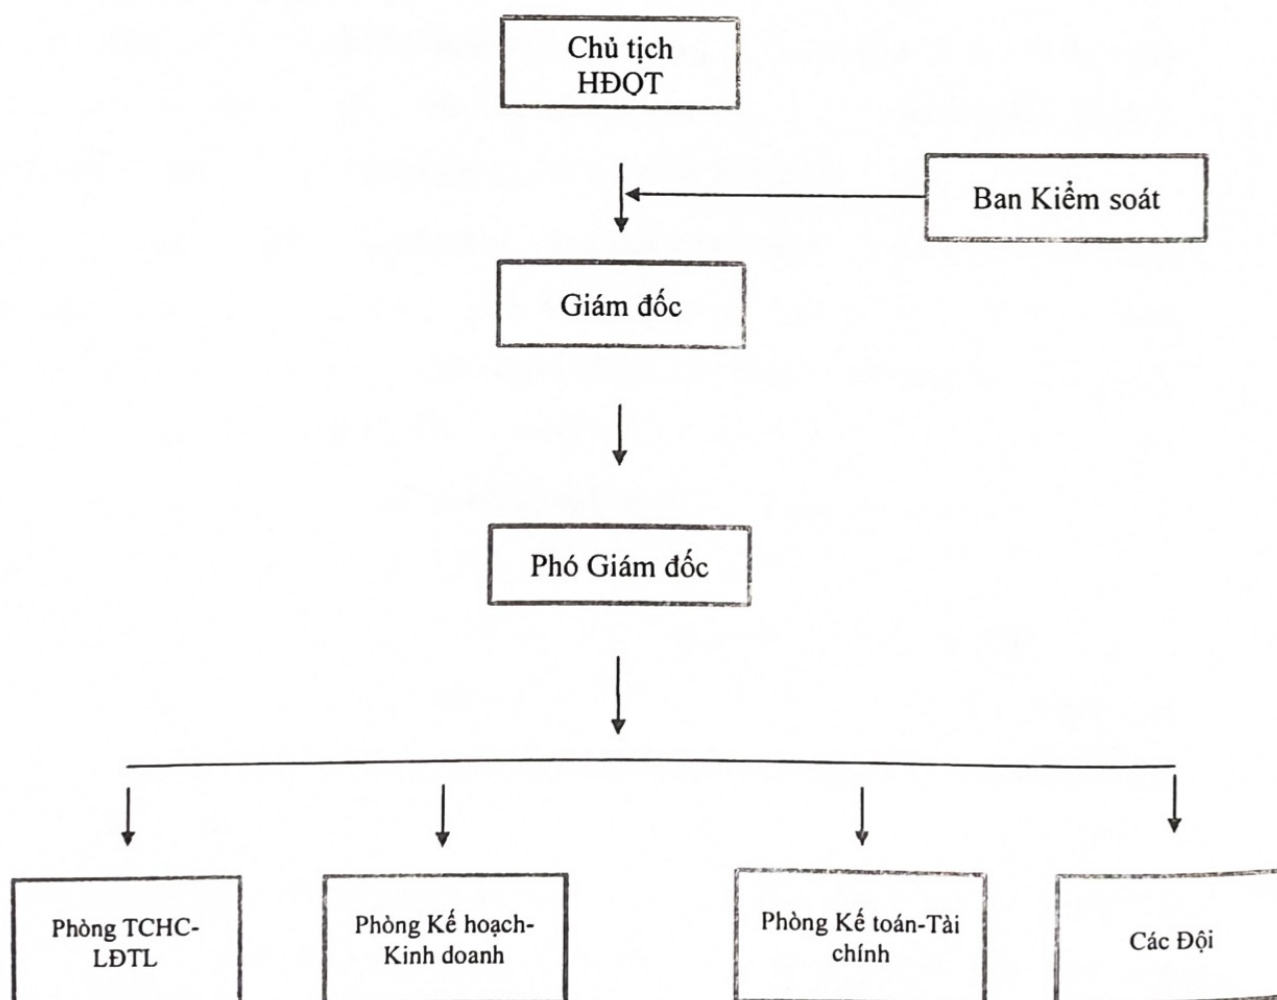 Chủ tịch
HĐQT
Ban Kiểm soát
Giám đốc
Phó Giám đốc
Phòng TCHC-
LĐTL
Phòng Kế hoạch-
Kinh doanh
Phòng Kế toán-Tài
chính
Các Đội